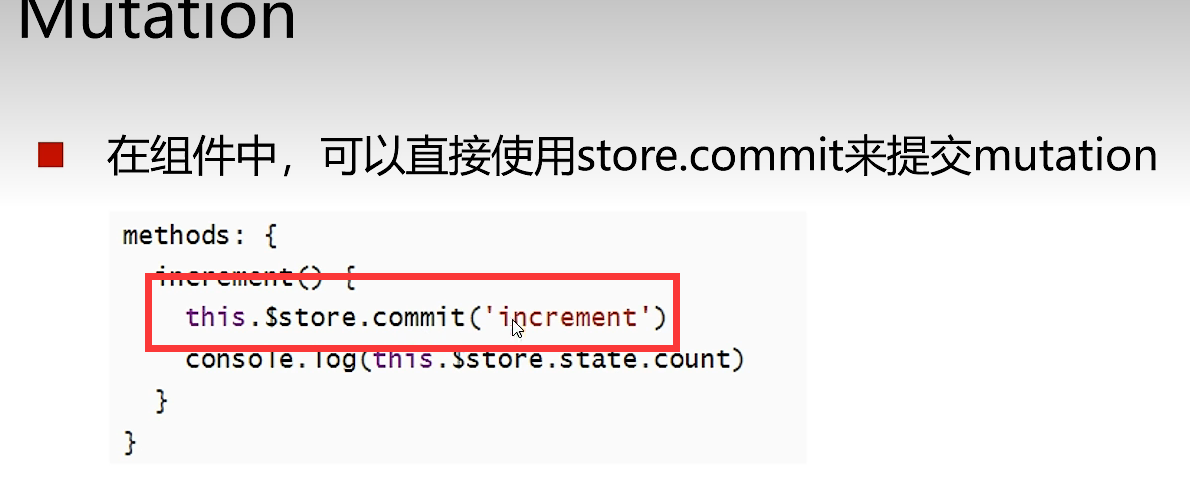 Mutation
在组件中，可以直接使用store.commit来提交mutation
methods: {
  increment() {
    this.$store.commit('increment')
    console.log(this.$store.state.count)
  }
}